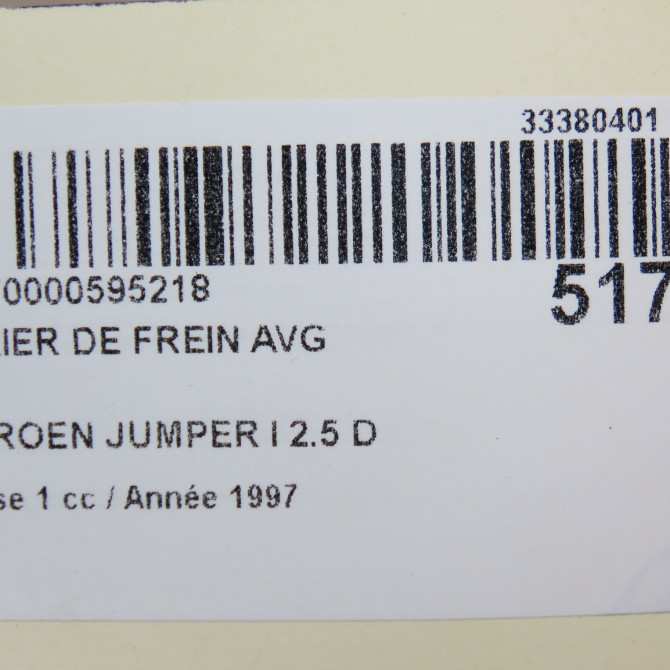 33380401
0000595218
517
IER DE FREIN AVG
ROEN JUMPER I 2.5 D
se 1 cc / Année 1997